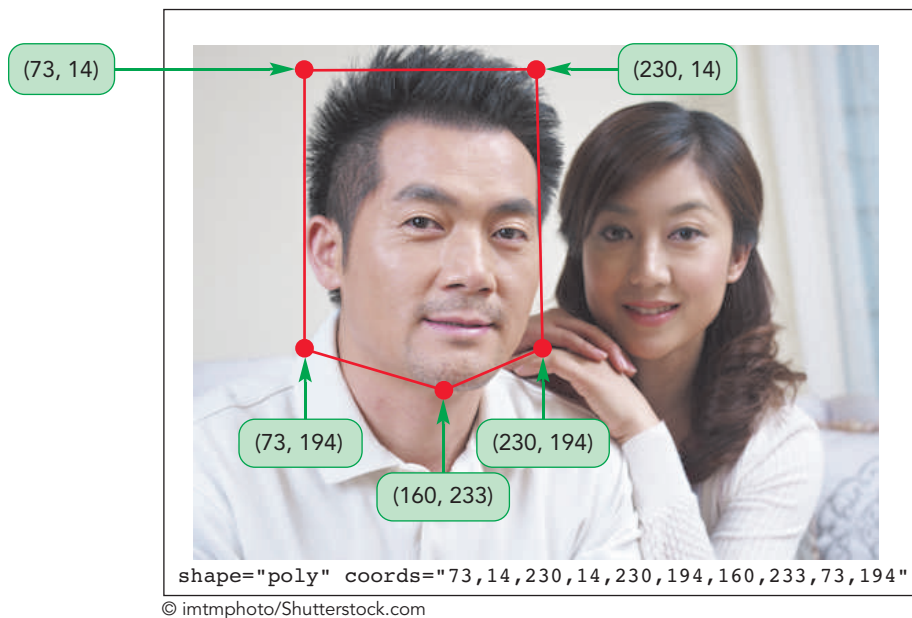 (73, 14)
(230, 14)
(73, 194)
(230, 194)
(160, 233)
shape="poly" coords="73,14,230,14,230,194,160,233,73,194"
© imtmphoto/Shutterstock.com